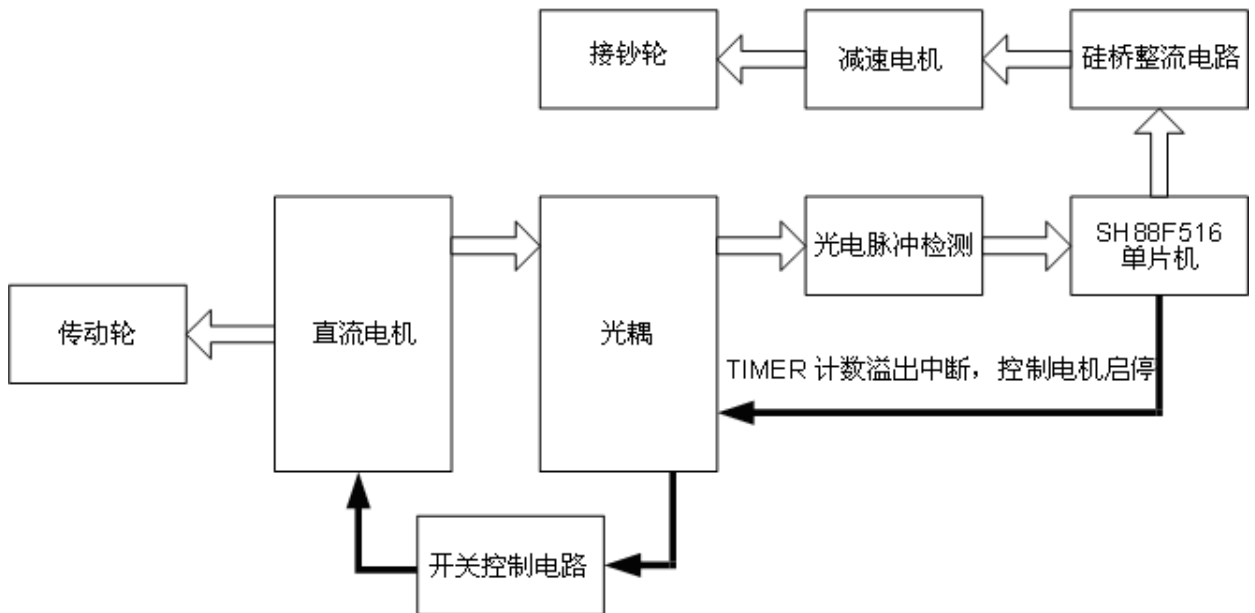 接钞轮
减速电机
硅桥整流电路
传动轮
直流电机
光耦
光电脉冲检测
SH88F516
单片机
TIMER 计数溢出中断，控制电机启停
开关控制电路